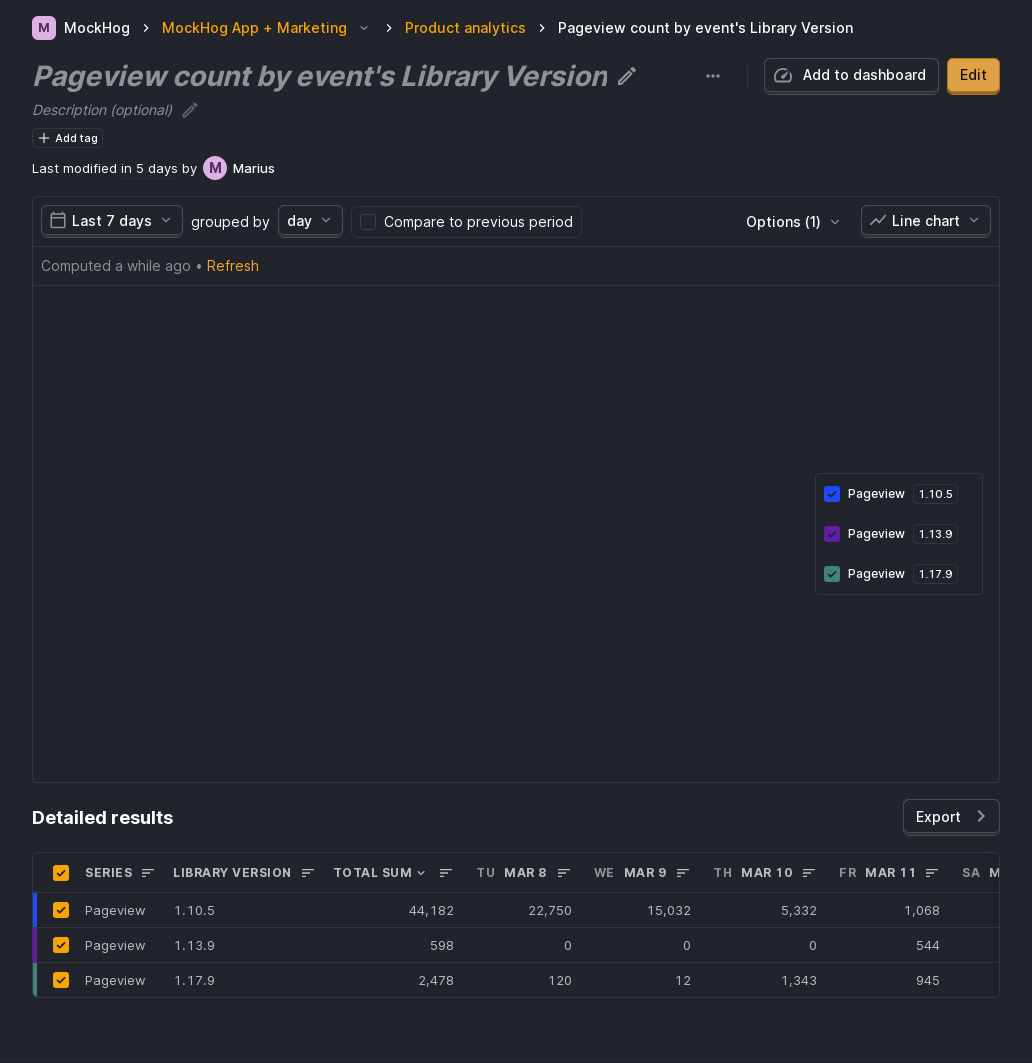 M MockHog > MockHog App + Marketing > Product analytics > Pageview count by event's Library Version
Pageview count by event's Library Version
Add to dashboard
Edit
Description (optional)
Add tag
Last modified in 5 days by M Marius
Last 7 days grouped by day Compare to previous period Options (1) Line chart
Computed a while ago • Refresh
Pageview 1.10.5
Pageview 1.13.9
Pageview 1.17.9
Detailed results
Export
SERIES LIBRARY VERSION TOTAL SUM TU MAR 8 WE MAR 9 TH MAR 10 FR MAR 11 SA M
Pageview 1.10.5 44,182 22,750 15,032 5,332 1,068
Pageview 1.13.9 598 0 0 0 544
Pageview 1.17.9 2,478 120 12 1,343 945